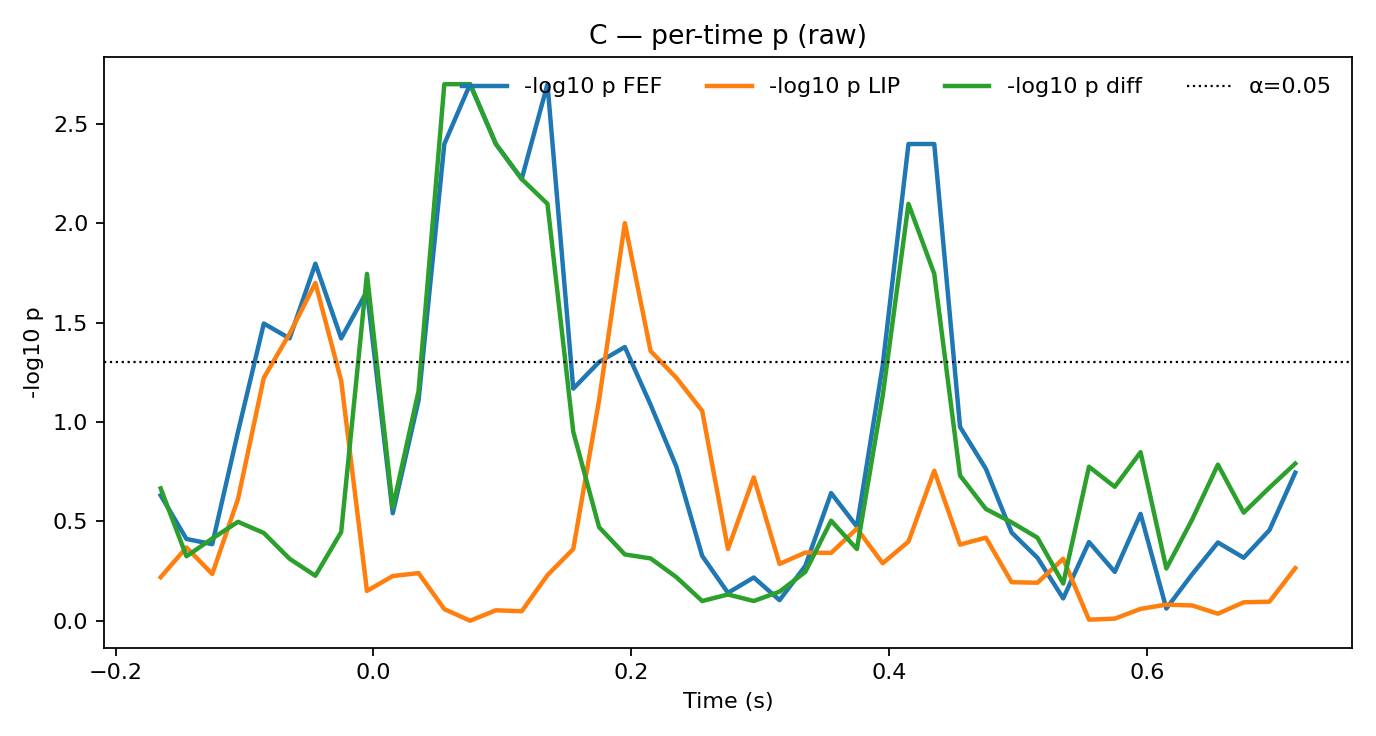 C — per-time p (raw)
-log10 p FEF
-log10 p LIP
-log10 p diff
α=0.05
-log10 p
2.5
2.0
1.5
1.0
0.5
0.0
−0.2
0.0
0.2
0.4
0.6
Time (s)